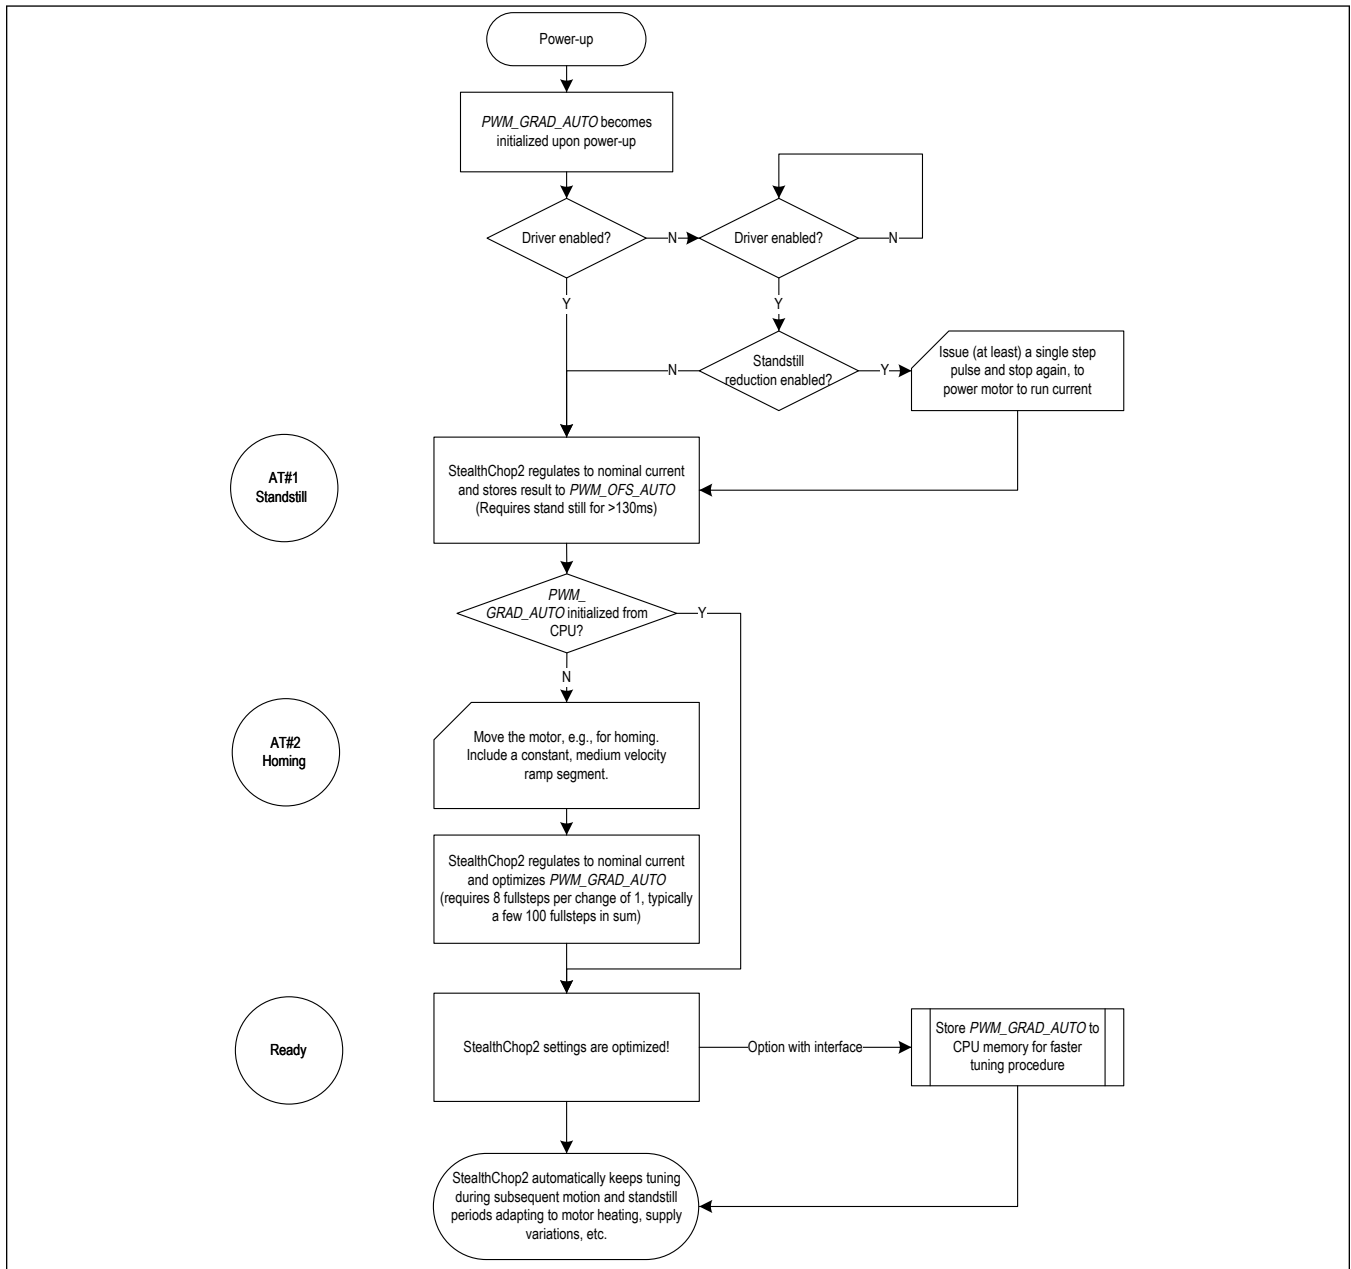 Power-up
PWM_GRAD_AUTO becomes
initialized upon power-up
Driver enabled?
N
Driver enabled?
N
Y
Y
Standstill
reduction enabled?
N
Y
Issue (at least) a single step
pulse and stop again, to
power motor to run current
AT#1
Standstill
StealthChop2 regulates to nominal current
and stores result to PWM_OFS_AUTO
(Requires stand still for >130ms)
PWM_
GRAD_AUTO initialized from
CPU?
Y
N
AT#2
Homing
Move the motor, e.g., for homing.
Include a constant, medium velocity
ramp segment.
StealthChop2 regulates to nominal current
and optimizes PWM_GRAD_AUTO
(requires 8 fullsteps per change of 1, typically
a few 100 fullsteps in sum)
Ready
StealthChop2 settings are optimized!
Option with interface
Store PWM_GRAD_AUTO to
CPU memory for faster
tuning procedure
StealthChop2 automatically keeps tuning
during subsequent motion and standstill
periods adapting to motor heating, supply
variations, etc.